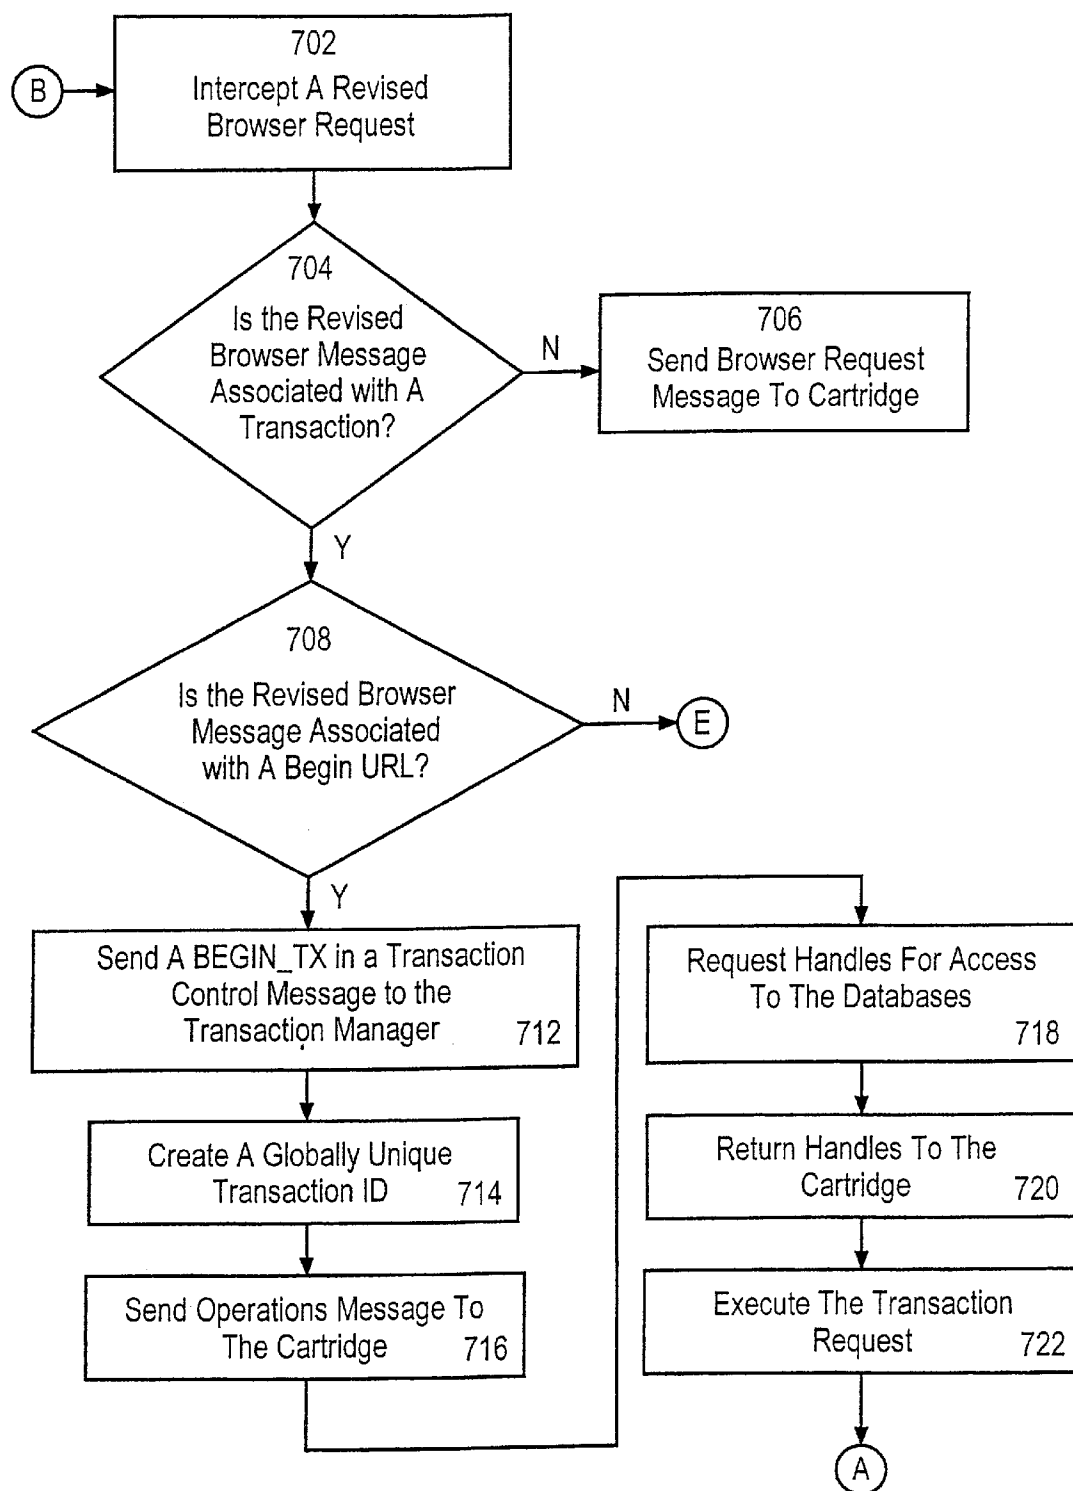 702
B
Intercept A Revised
Browser Request
704
Is the Revised
Browser Message
Associated with A
Transaction?
N
706
Send Browser Request
Message To Cartridge
Y
708
Is the Revised Browser
Message Associated
with A Begin URL?
N
E
Y
Send A BEGIN_TX in a Transaction
Control Message to the
Transaction Manager
712
Create A Globally Unique
Transaction ID
714
Send Operations Message To
The Cartridge
716
Request Handles For Access
To The Databases
718
Return Handles To The
Cartridge
720
Execute The Transaction
Request
722
A